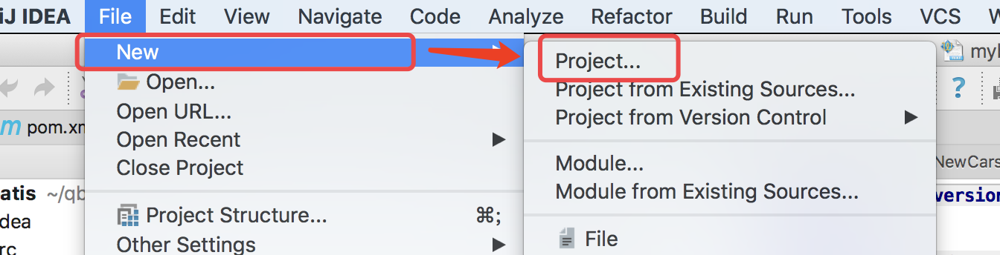 iJ IDEA File Edit View Navigate Code Analyze Refactor Build Run Tools VCS W
New
Project...
Open...
Project from Existing Sources...
Open URL...
Project from Version Control
Open Recent
Close Project
Module...
Module from Existing Sources...
Project Structure... ⌘;
Other Settings
File
myl
?
m pom.xm
NewCars
atis ~/qb
version
dea
rc